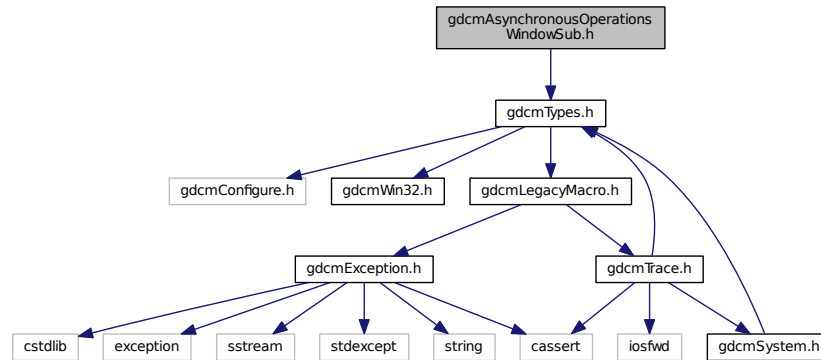 gdcmAsynchronousOperations
WindowSub.h
gdcmTypes.h
gdcmConfigure.h
gdcmWin32.h
gdcmLegacyMacro.h
gdcmException.h
gdcmTrace.h
cstdlib
exception
sstream
stdexcept
string
cassert
iosfwd
gdcmSystem.h